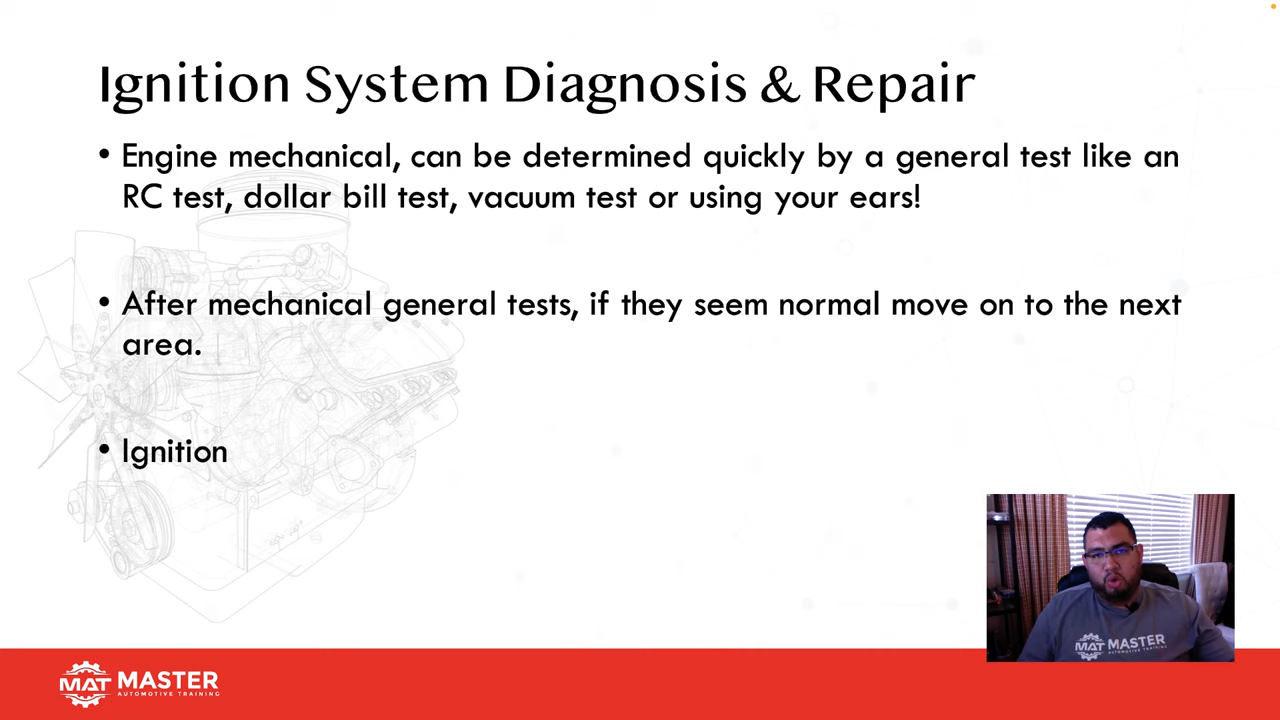 Ignition System Diagnosis & Repair
• Engine mechanical, can be determined quickly by a general test like an
RC test, dollar bill test, vacuum test or using your ears!
• After mechanical general tests, if they seem normal move on to the next
area.
• Ignition
MAT MASTER
AUTOMOTIVE TRAINING
MAT MASTER
AUTOMOTIVE TRAINING